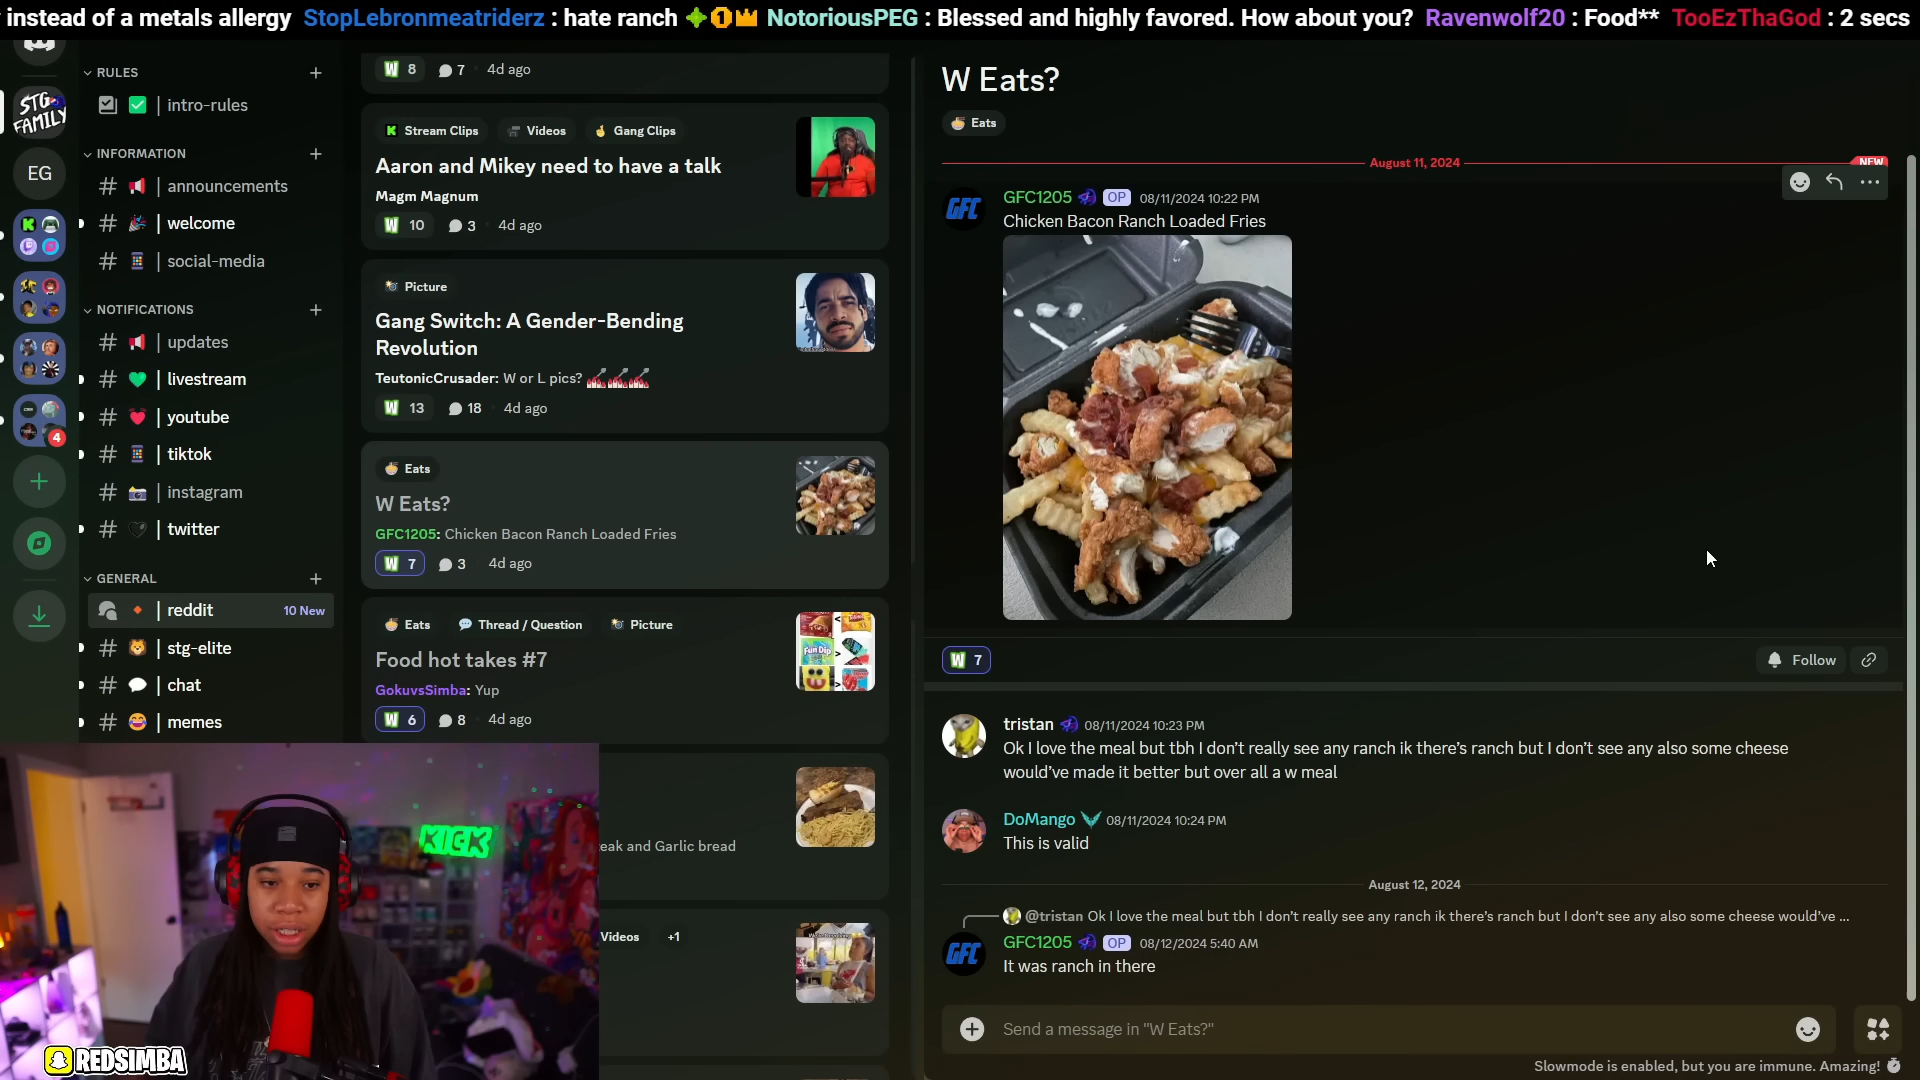 instead of a metals allergy StopLebronmeatriderz : hate ranch NotoriousPEG : Blessed and highly favored. How about you? Ravenwolf20 : Food** TooEzThaGod : 2 secs
STG
FAMILY
EG
4
RULES
intro-rules
INFORMATION
announcements
welcome
social-media
NOTIFICATIONS
updates
livestream
youtube
tiktok
instagram
twitter
GENERAL
reddit 10 New
stg-elite
chat
memes
W 8 7 4d ago
Stream Clips Videos Gang Clips
Aaron and Mikey need to have a talk
Magm Magnum
W 10 3 4d ago
Picture
Gang Switch: A Gender-Bending
Revolution
TeutonicCrusader: W or L pics?
W 13 18 4d ago
Eats
W Eats?
GFC1205: Chicken Bacon Ranch Loaded Fries
W 7 3 4d ago
Eats Thread / Question Picture
Food hot takes #7
GokuvsSimba: Yup
W 6 8 4d ago
eak and Garlic bread
Videos +1
W Eats?
Eats
August 11, 2024 NEW
GFC
GFC1205 OP 08/11/2024 10:22 PM
Chicken Bacon Ranch Loaded Fries
W 7
Follow
tristan 08/11/2024 10:23 PM
Ok I love the meal but tbh I don't really see any ranch ik there's ranch but I don't see any also some cheese
would've made it better but over all a w meal
DoMango 08/11/2024 10:24 PM
This is valid
August 12, 2024
@tristan Ok I love the meal but tbh I don't really see any ranch ik there's ranch but I don't see any also some cheese would've ...
GFC
GFC1205 OP 08/12/2024 5:40 AM
It was ranch in there
Send a message in "W Eats?"
Slowmode is enabled, but you are immune. Amazing!
KICK
REDSIMBA